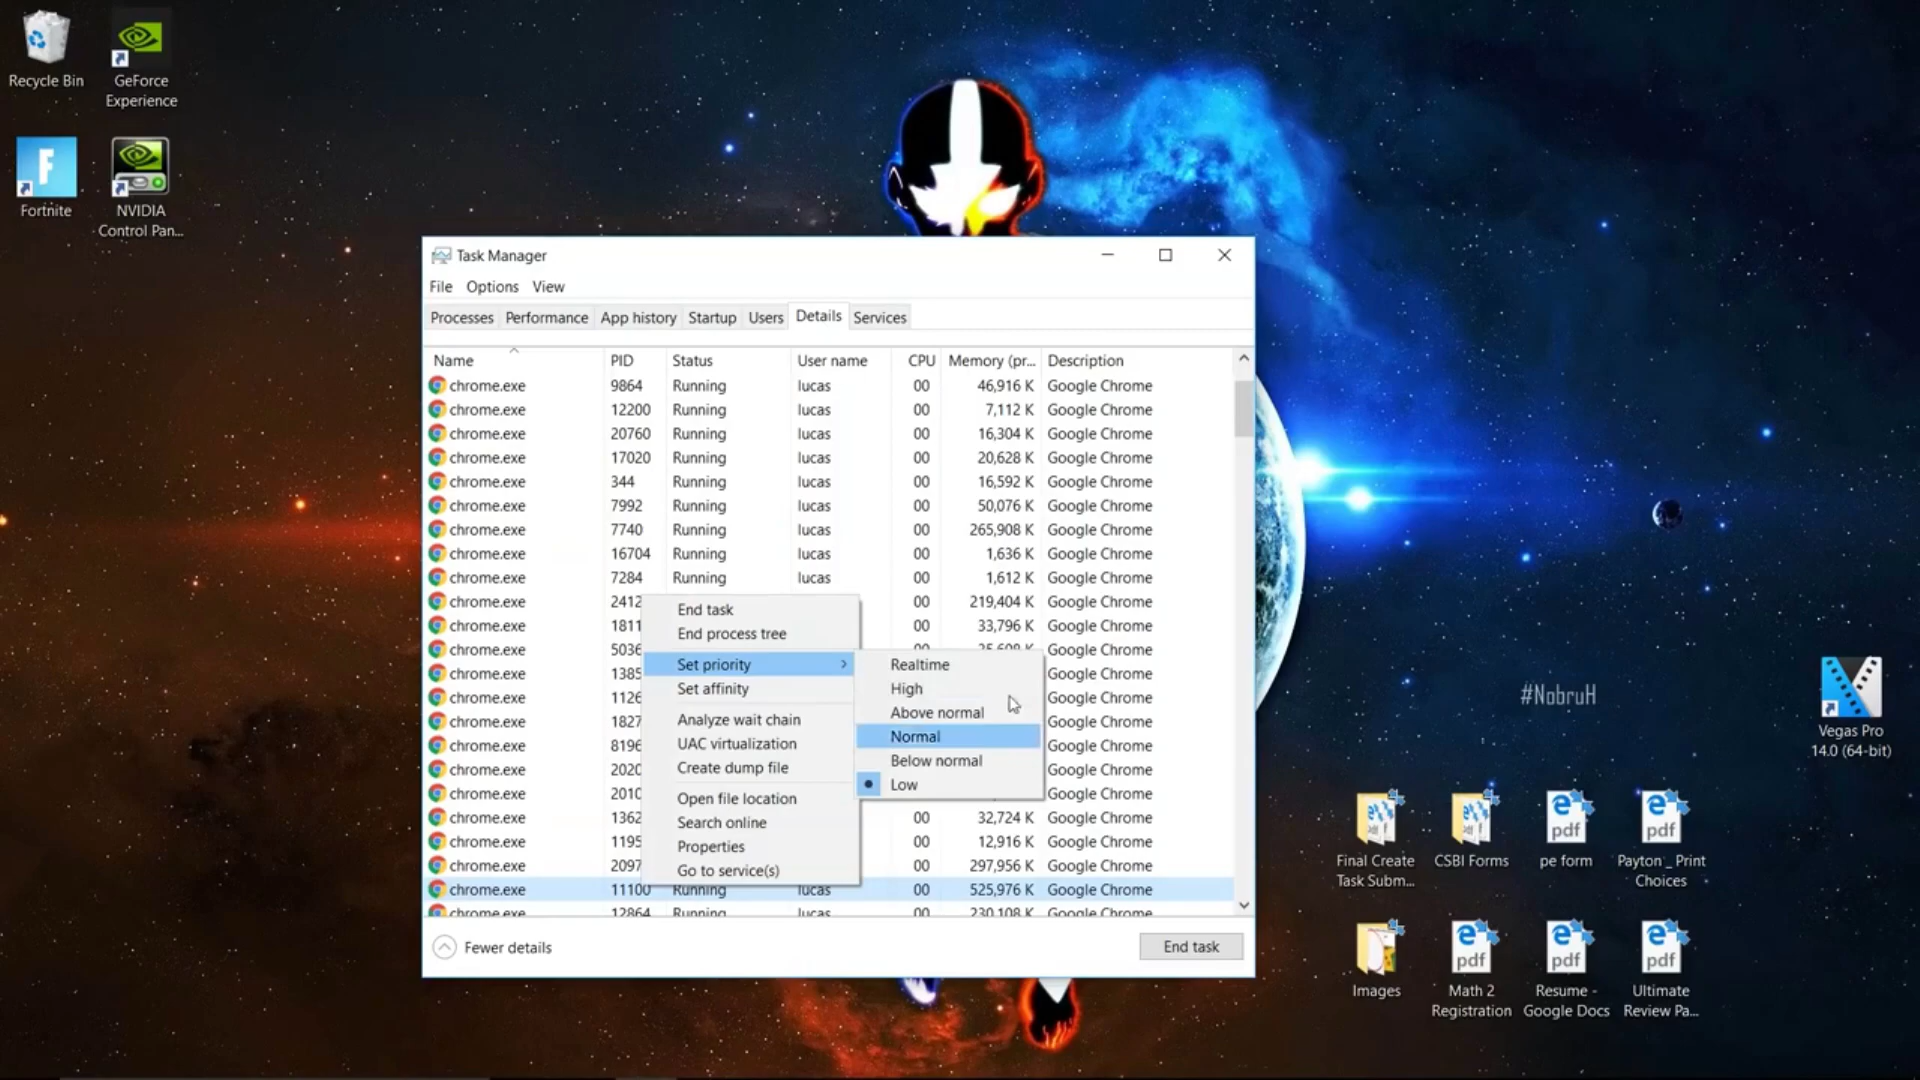 Recycle Bin
GeForce
Experience
Fortnite
NVIDIA
Control Pan...
Task Manager
File Options View
Processes Performance App history Startup Users Details Services
Name PID Status User name CPU Memory (pr... Description
chrome.exe 9864 Running lucas 00 46,916 K Google Chrome
chrome.exe 12200 Running lucas 00 7,112 K Google Chrome
chrome.exe 20760 Running lucas 00 16,304 K Google Chrome
chrome.exe 17020 Running lucas 00 20,628 K Google Chrome
chrome.exe 344 Running lucas 00 16,592 K Google Chrome
chrome.exe 7992 Running lucas 00 50,076 K Google Chrome
chrome.exe 7740 Running lucas 00 265,908 K Google Chrome
chrome.exe 16704 Running lucas 00 1,636 K Google Chrome
chrome.exe 7284 Running lucas 00 1,612 K Google Chrome
chrome.exe 2412 00 219,404 K Google Chrome
chrome.exe 1811 00 33,796 K Google Chrome
chrome.exe 5036 00 Google Chrome
chrome.exe 1385 Google Chrome
chrome.exe 1126 Google Chrome
chrome.exe 1827 Google Chrome
chrome.exe 8196 Google Chrome
chrome.exe 2020 Google Chrome
chrome.exe 2010 Google Chrome
chrome.exe 1362 00 32,724 K Google Chrome
chrome.exe 1195 00 12,916 K Google Chrome
chrome.exe 2097 00 297,956 K Google Chrome
chrome.exe 11100 Running lucas 00 525,976 K Google Chrome
chrome.exe 12864 Running lucas 00 230,108 K Google Chrome
End task
End process tree
Set priority
Set affinity
Analyze wait chain
UAC virtualization
Create dump file
Open file location
Search online
Properties
Go to service(s)
Realtime
High
Above normal
Normal
Below normal
Low
Fewer details
End task
#NobruH
Vegas Pro
14.0 (64-bit)
Final Create
Task Subm...
CSBI Forms
pe form
Payton _ Print
Choices
Images
Math 2
Registration
Resume -
Google Docs
Ultimate
Review Pa...
pdf
pdf
pdf
pdf
pdf